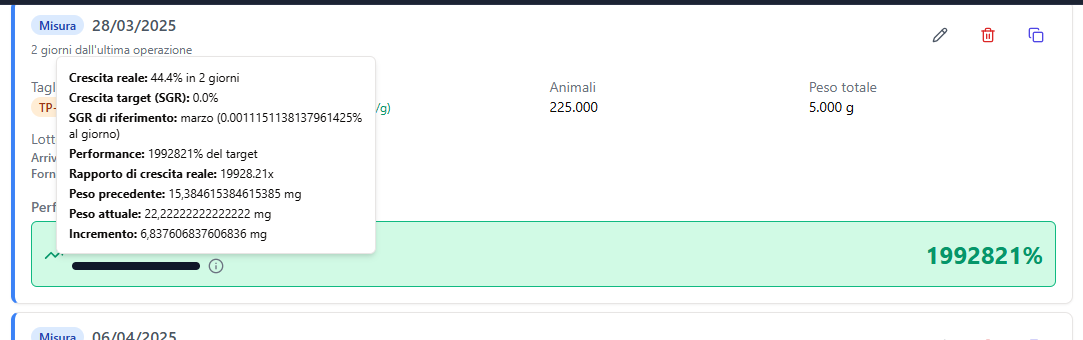 Misura 28/03/2025
2 giorni dall'ultima operazione
Tagl
Animali
Peso totale
TP-
/g)
225.000
5.000 g
Crescita reale: 44.4% in 2 giorni
Crescita target (SGR): 0.0%
SGR di riferimento: marzo (0.0011151138137961425%
al giorno)
Performance: 1992821% del target
Rapporto di crescita reale: 19928.21x
Peso precedente: 15,384615384615385 mg
Peso attuale: 22,22222222222222 mg
Incremento: 6,837606837606836 mg
Lott
Arriv
Forn
Perf
1992821%
Misura 06/04/2025